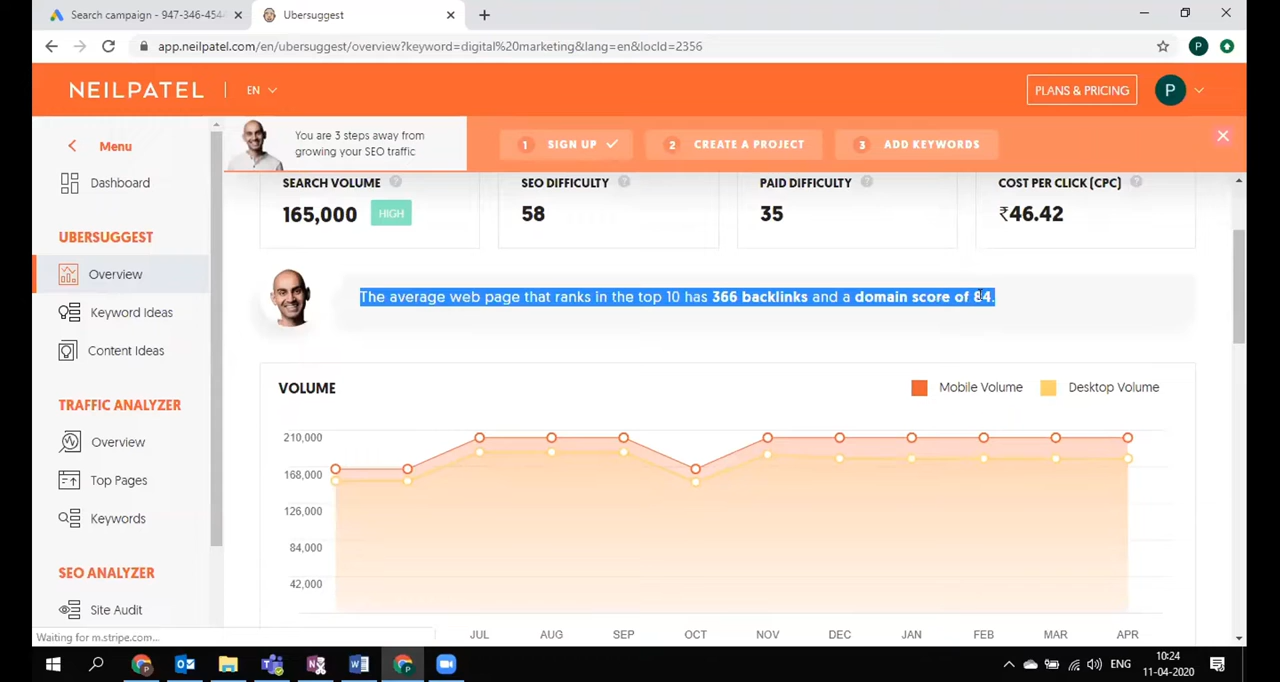 Search campaign - 947-346-454
Ubersuggest
app.neilpatel.com/en/ubersuggest/overview?keyword=digital%20marketing&lang=en&locId=2356
P
NEILPATEL
EN
PLANS & PRICING
P
Menu
You are 3 steps away from
growing your SEO traffic
1 SIGN UP
2 CREATE A PROJECT
3 ADD KEYWORDS
Dashboard
UBERSUGGEST
Overview
Keyword Ideas
Content Ideas
TRAFFIC ANALYZER
Overview
Top Pages
Keywords
SEO ANALYZER
Site Audit
SEARCH VOLUME ?
165,000 HIGH
SEO DIFFICULTY ?
58
PAID DIFFICULTY ?
35
COST PER CLICK (CPC) ?
₹46.42
The average web page that ranks in the top 10 has 366 backlinks and a domain score of 84.
VOLUME
Mobile Volume
Desktop Volume
210,000
168,000
126,000
84,000
42,000
JUL AUG SEP OCT NOV DEC JAN FEB MAR APR
Waiting for m.stripe.com...
ENG
10:24
11-04-2020